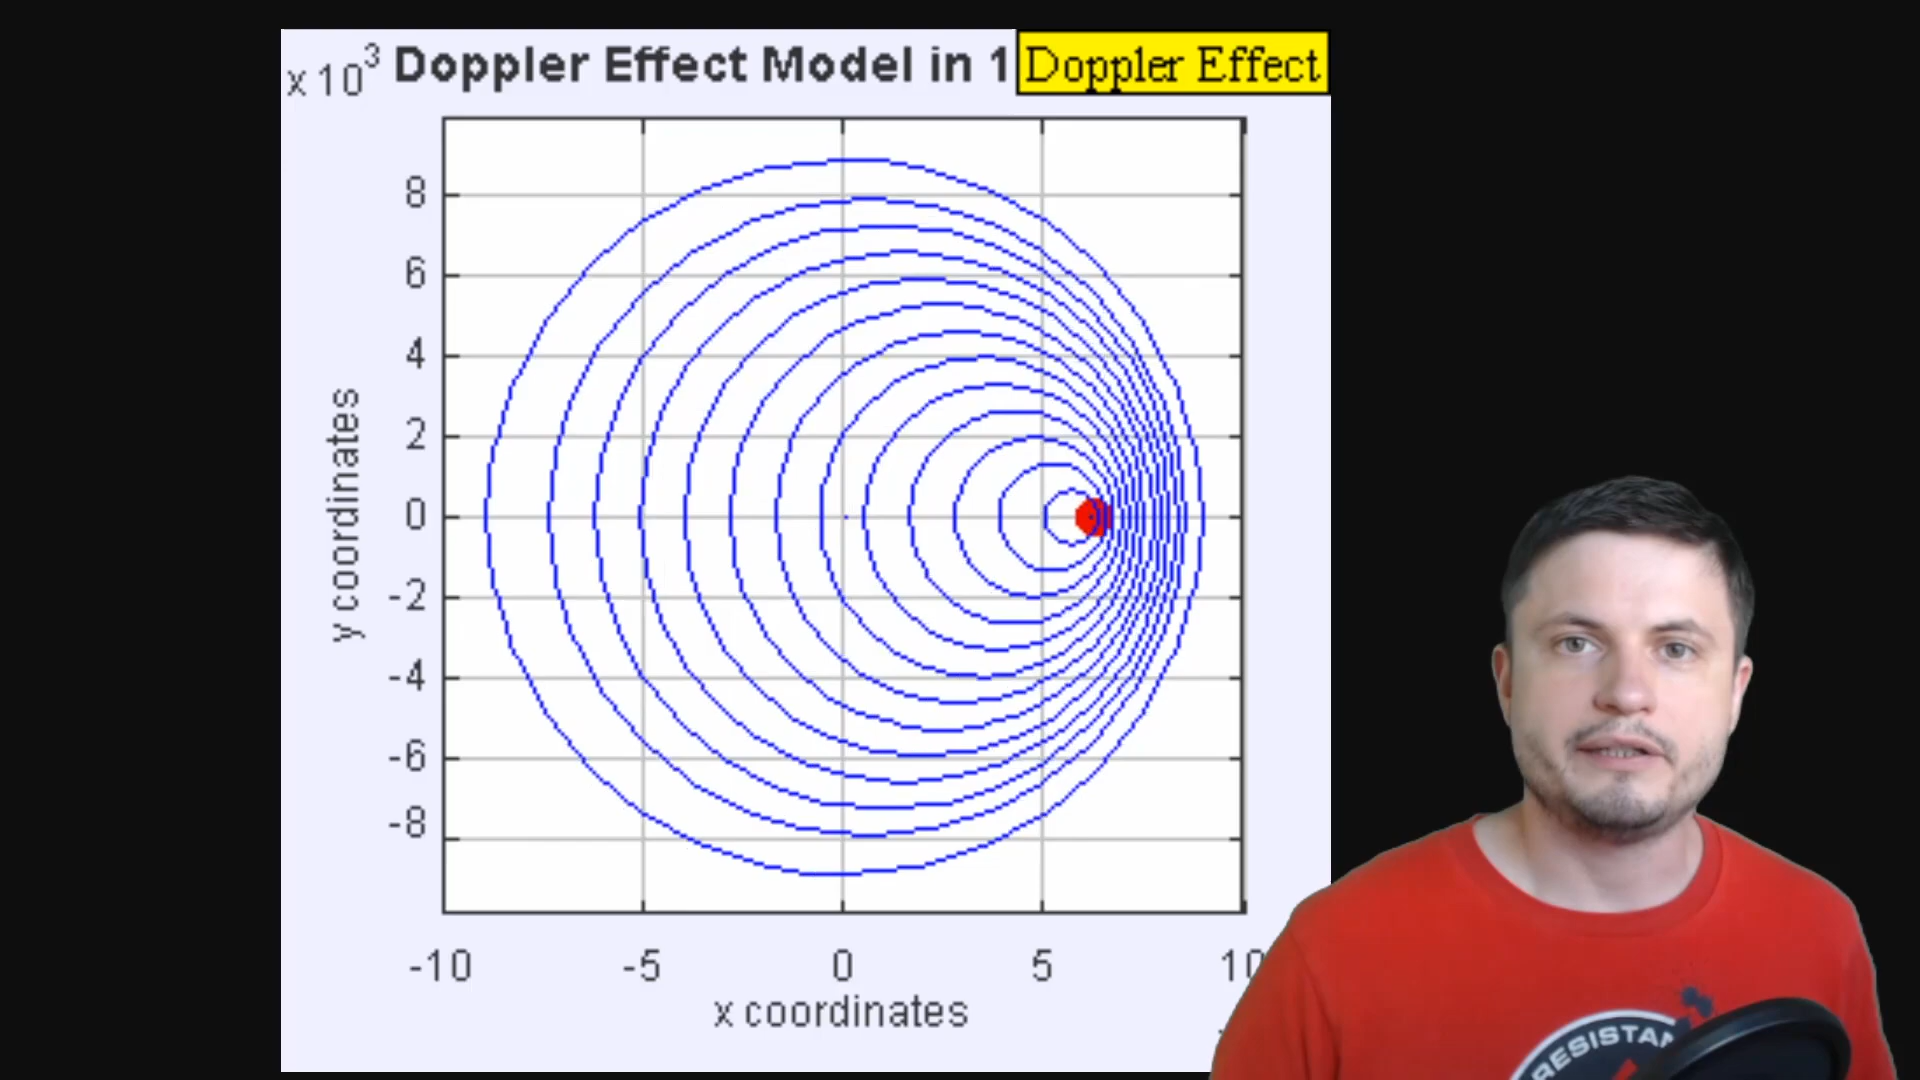 x 10³ Doppler Effect Model in 1
Doppler Effect
8
6
4
2
0
-2
-4
-6
-8
y coordinates
-10 -5 0 5 10
x coordinates
RESISTAN